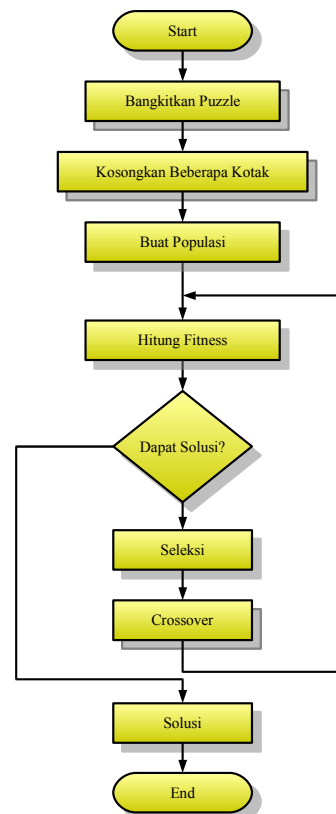 Start
Bangkitkan Puzzle
Kosongkan Beberapa Kotak
Buat Populasi
Hitung Fitness
Dapat Solusi?
Seleksi
Crossover
Solusi
End